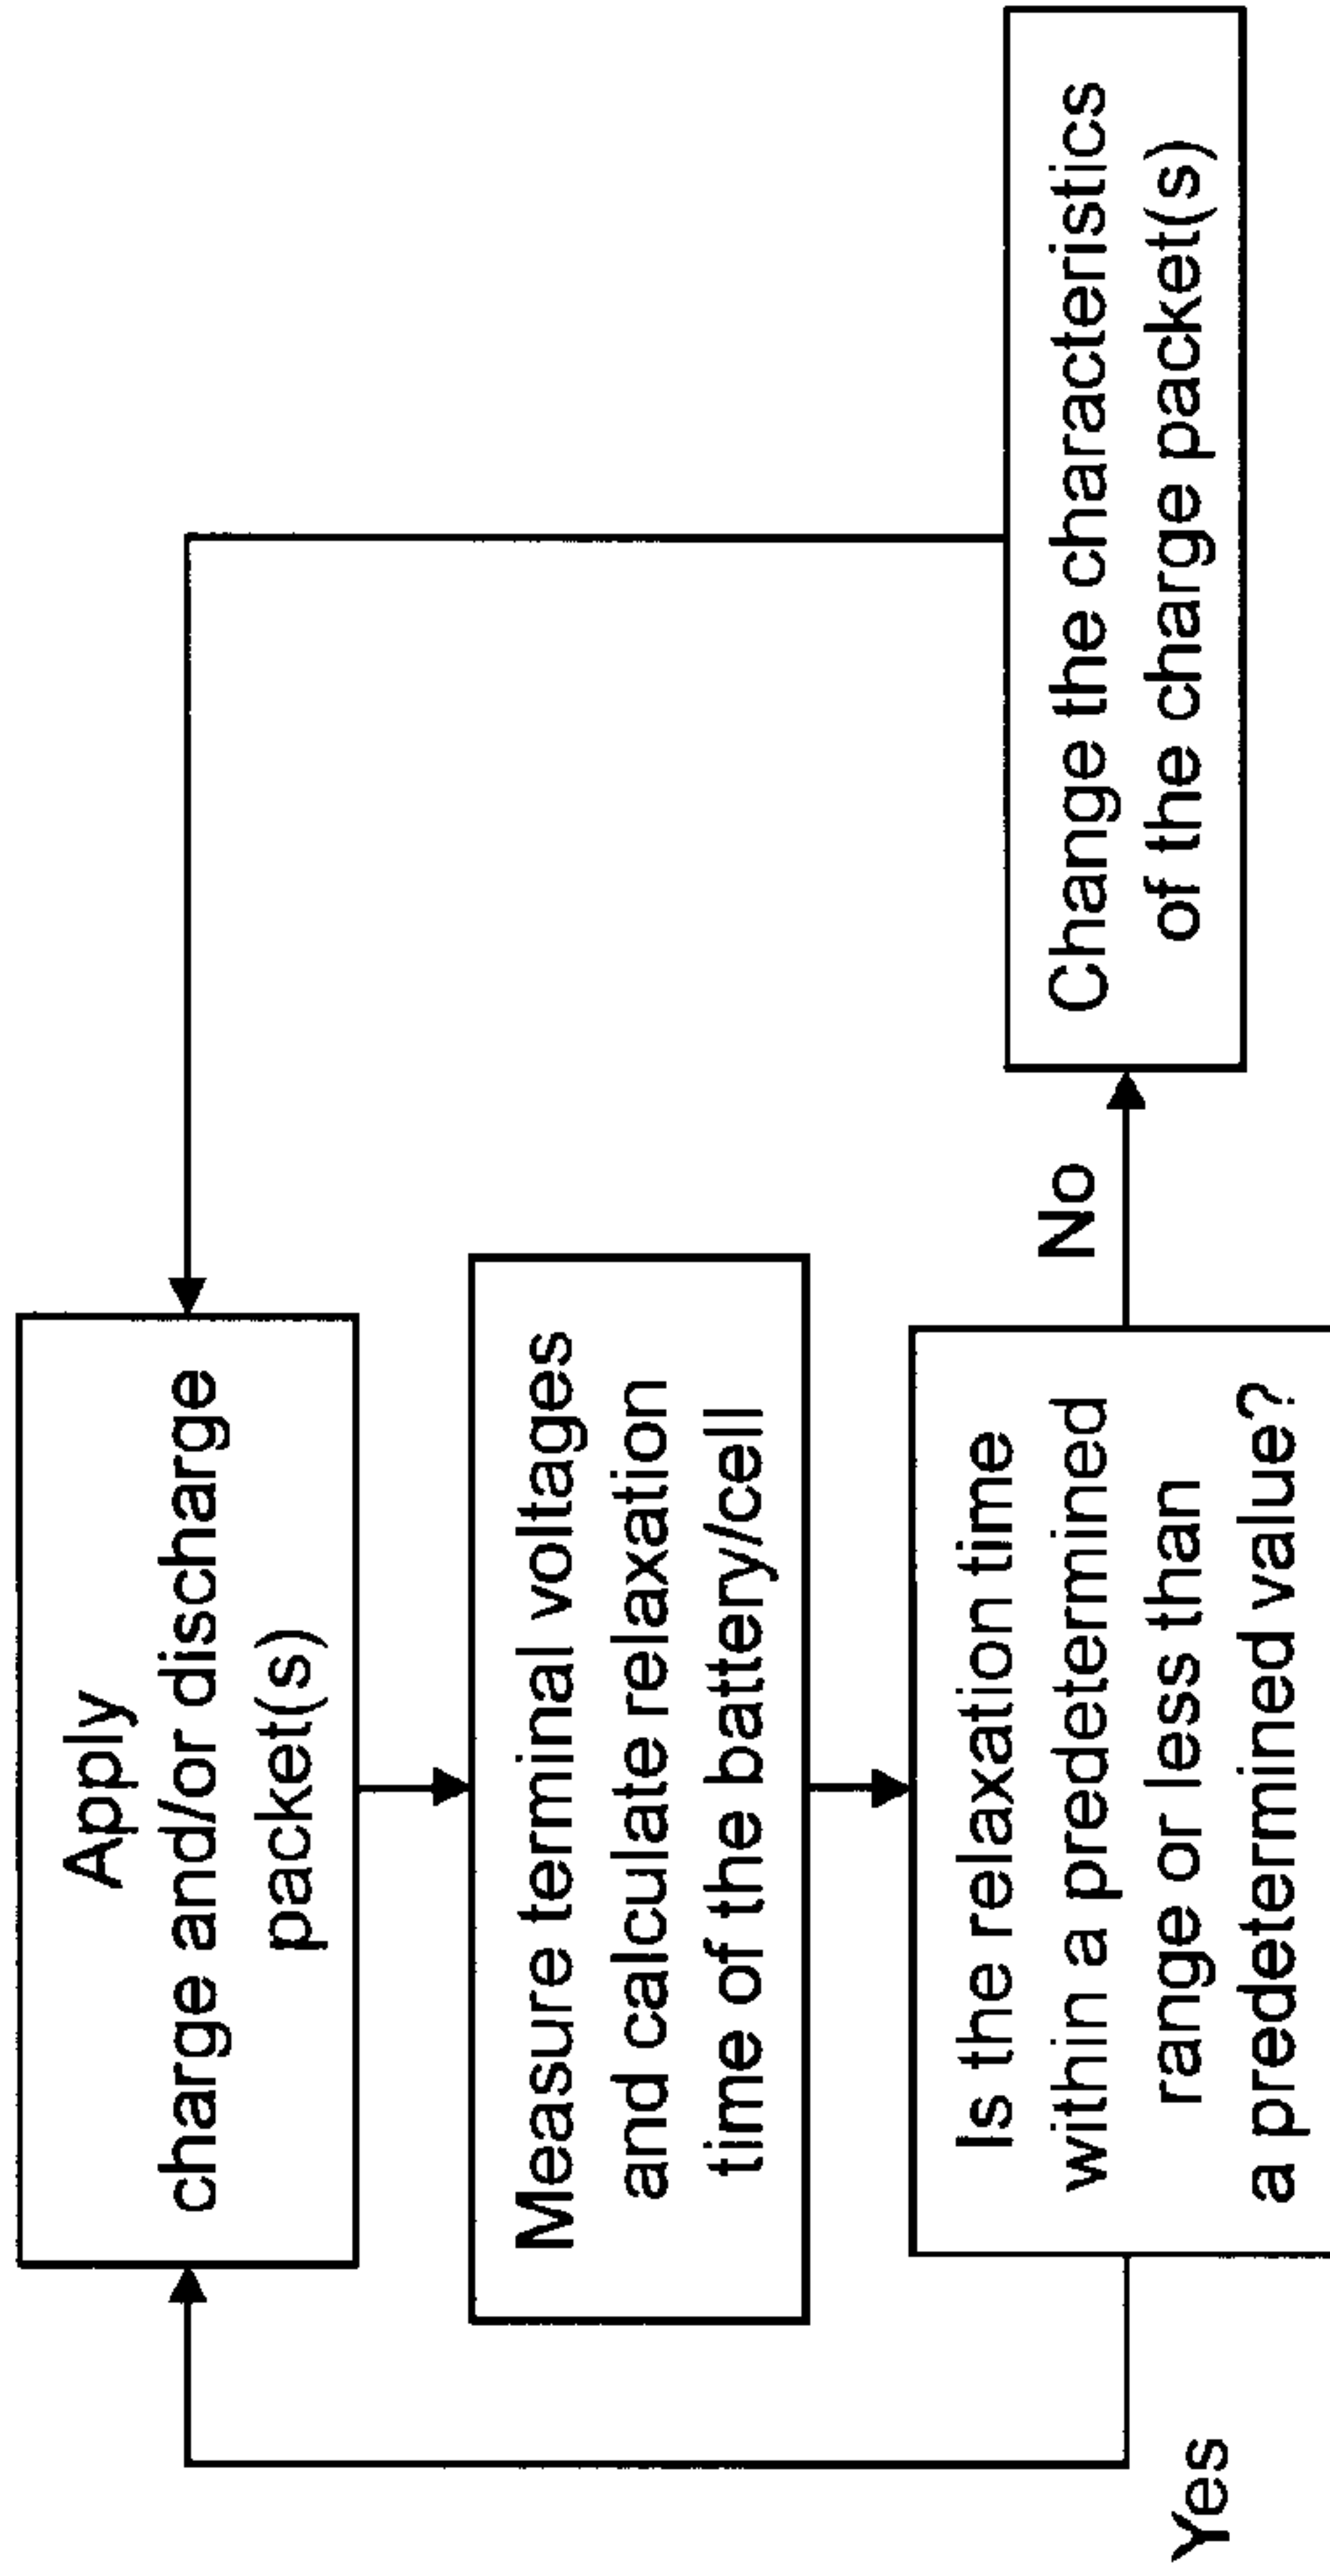 Apply
charge and/or discharge
packet(s)
Measure terminal voltages
and calculate relaxation
time of the battery/cell
Is the relaxation time
within a predetermined
range or less than
a predetermined value?
Yes
No
Change the characteristics
of the charge packet(s)